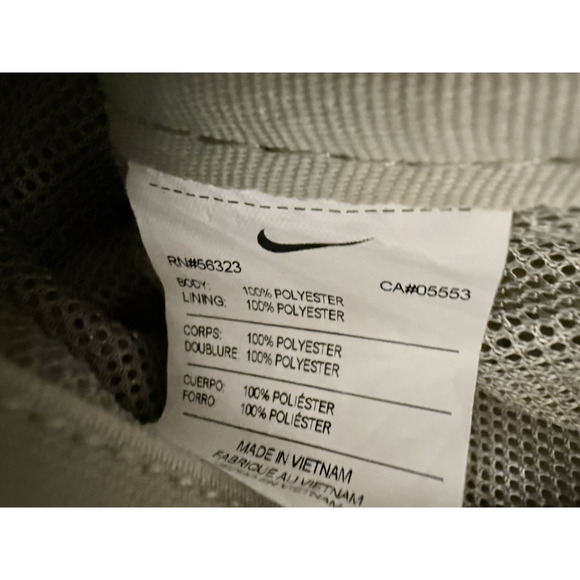 RN#56323
CA#05553
BODY: 100% POLYESTER
LINING: 100% POLYESTER
CORPS: 100% POLYESTER
DOUBLURE: 100% POLYESTER
CUERPO: 100% POLIÉSTER
FORRO 100% POLIÉSTER
MADE IN VIETNAM
FABRIQUE AU VIETNAM